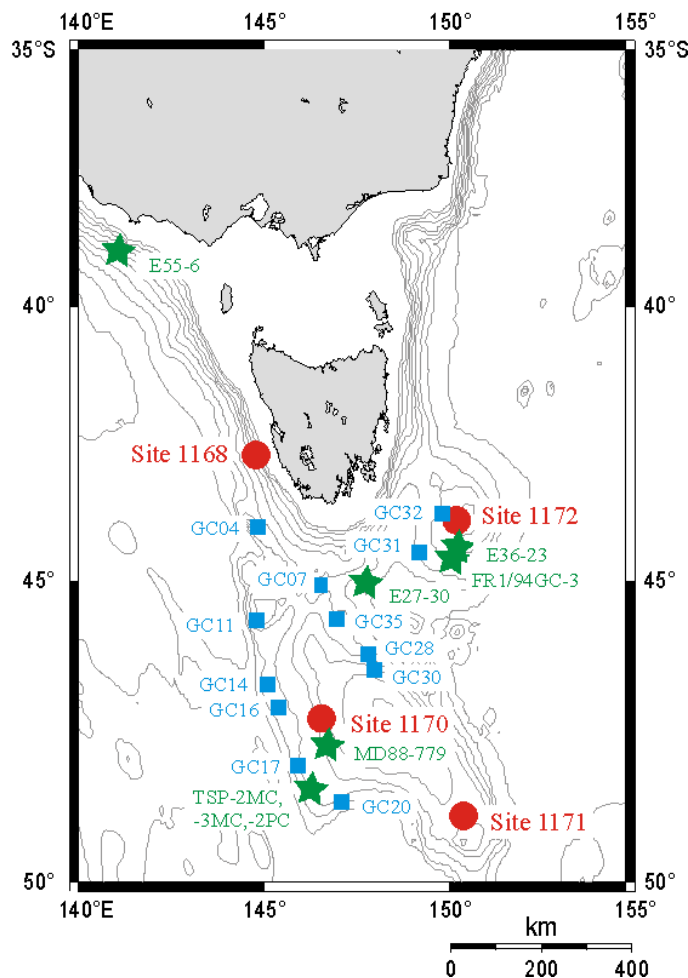 140°E
145°
150°
155°
35°S
35°S
E55-6
40°
40°
Site 1168
GC32
Site 1172
GC04
GC31
E36-23
FR1/94GC-3
GC07
45°
45°
E27-30
GC11
GC35
GC28
GC30
GC14
GC16
Site 1170
MD88-779
GC17
TSP-2MC,
-3MC,-2PC
GC20
Site 1171
50°
50°
140°E
145°
150°
155°
km
0 200 400